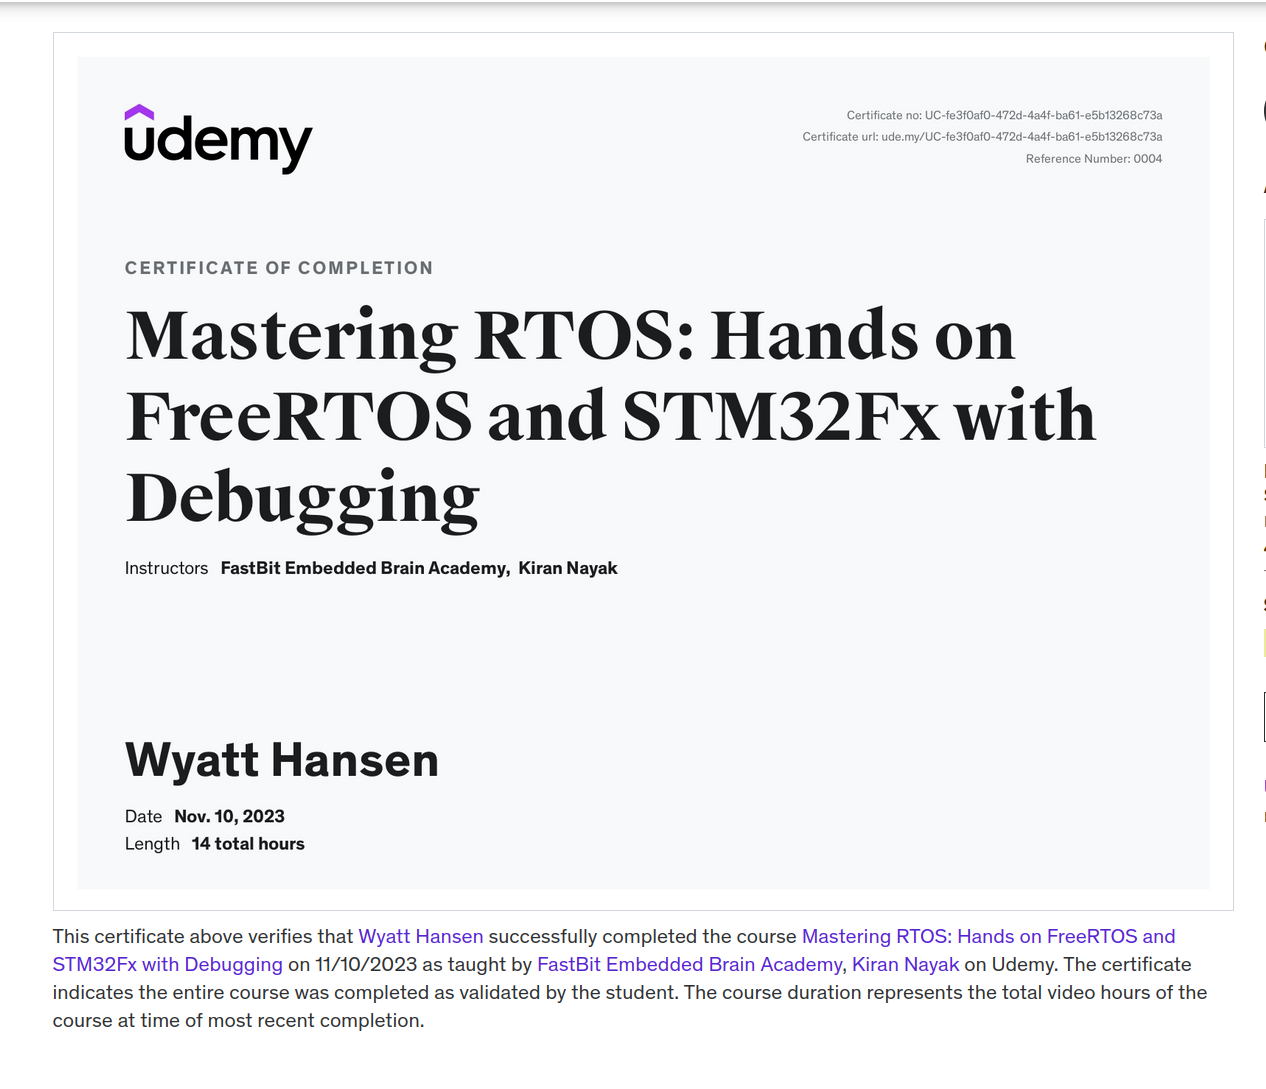 udemy
Certificate no: UC-fe3f0af0-472d-4a4f-ba61-e5b13268c73a
Certificate url: ude.my/UC-fe3f0af0-472d-4a4f-ba61-e5b13268c73a
Reference Number: 0004
CERTIFICATE OF COMPLETION
Mastering RTOS: Hands on
FreeRTOS and STM32Fx with
Debugging
Instructors FastBit Embedded Brain Academy, Kiran Nayak
Wyatt Hansen
Date Nov. 10, 2023
Length 14 total hours
This certificate above verifies that Wyatt Hansen successfully completed the course Mastering RTOS: Hands on FreeRTOS and
STM32Fx with Debugging on 11/10/2023 as taught by FastBit Embedded Brain Academy, Kiran Nayak on Udemy. The certificate
indicates the entire course was completed as validated by the student. The course duration represents the total video hours of the
course at time of most recent completion.